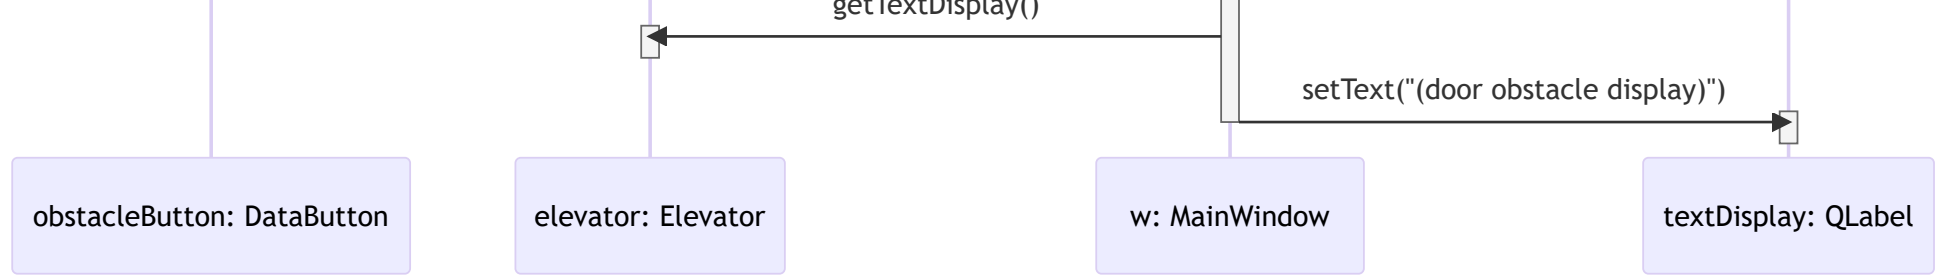 getTextDisplay()
setText("(door obstacle display)")
obstacleButton: DataButton
elevator: Elevator
w: MainWindow
textDisplay: QLabel